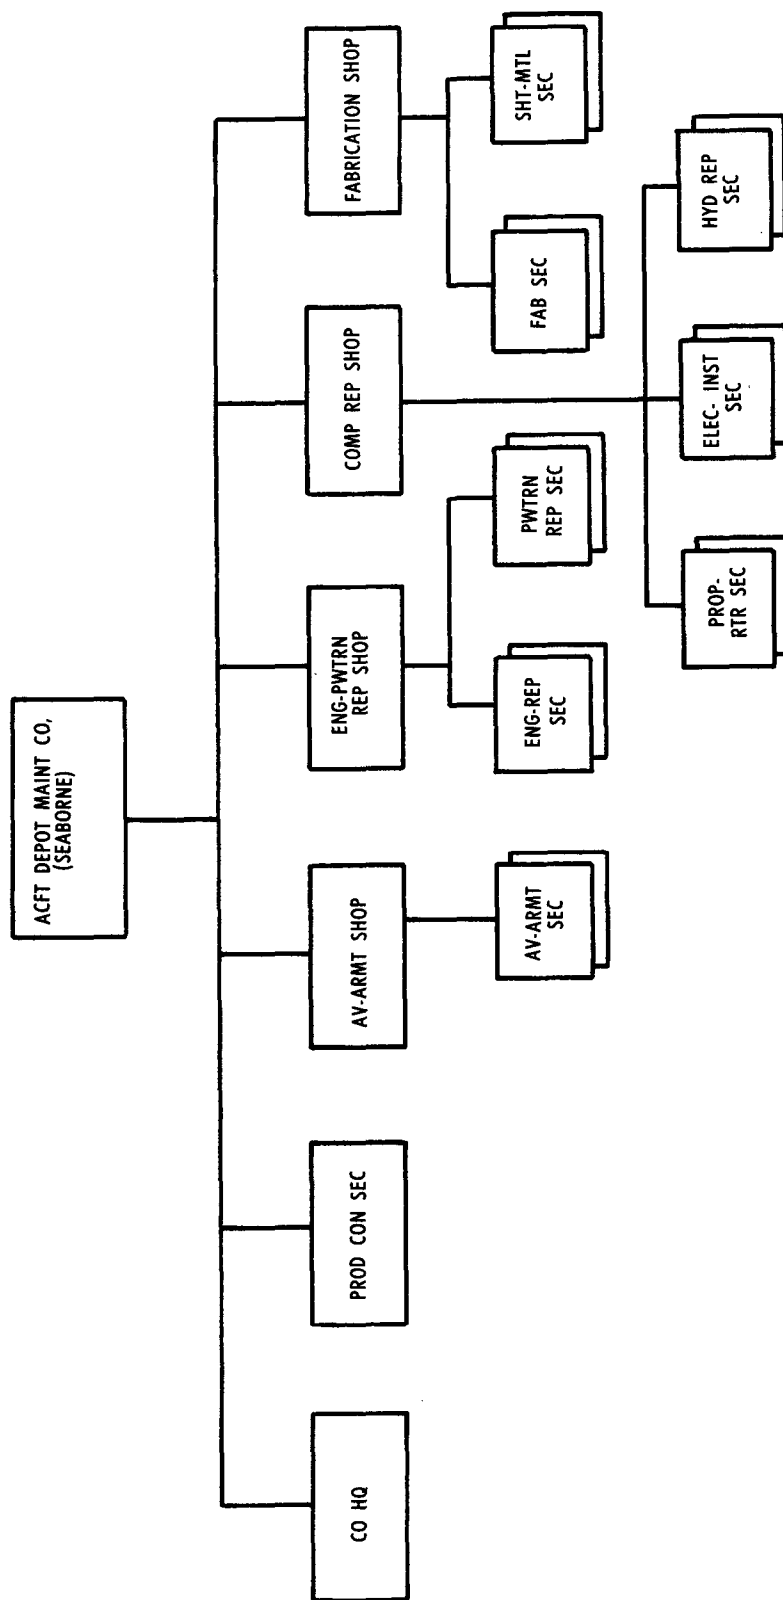 ACFT DEPOT MAINT CO,
(SEABORNE)
CO HQ
PROD CON SEC
AV-ARMT SHOP
ENG-PWTRN
REP SHOP
COMP REP SHOP
FABRICATION SHOP
AV-ARMT
SEC
ENG-REP
SEC
PWTRN
REP SEC
FAB SEC
SHT-MTL
SEC
PROP-
RTR SEC
ELEC- INST
SEC
HYD REP
SEC